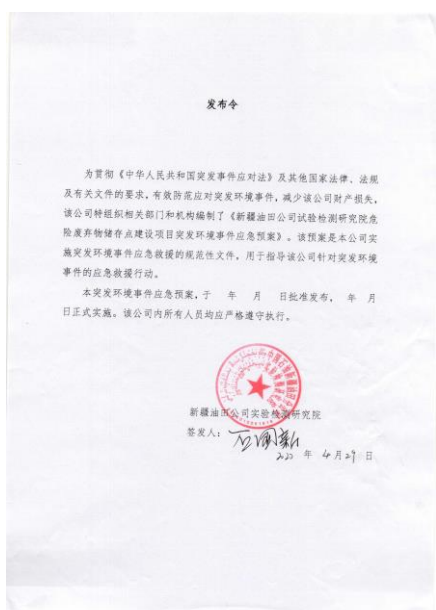 发布令
为贯彻《中华人民共和国突发事件应对法》及其他国家法律、法规
及有关文件的要求，有效防范应对突发环境事件，减少该公司财产损失，
该公司特组织相关部门和机构编制了《新疆油田公司试验检测研究院危
险废弃物储存点建设项目突发环境事件应急预案》。该预案是本公司实
施突发环境事件应急救援的规范性文件，用于指导该公司针对突发环境
事件的应急救援行动。
本突发环境事件应急预案，于 年 月 日批准发布， 年 月
日正式实施。该公司内所有人员均应严格遵守执行。
新疆油田公司实验检测研究院
签发人：
年 4月29 日